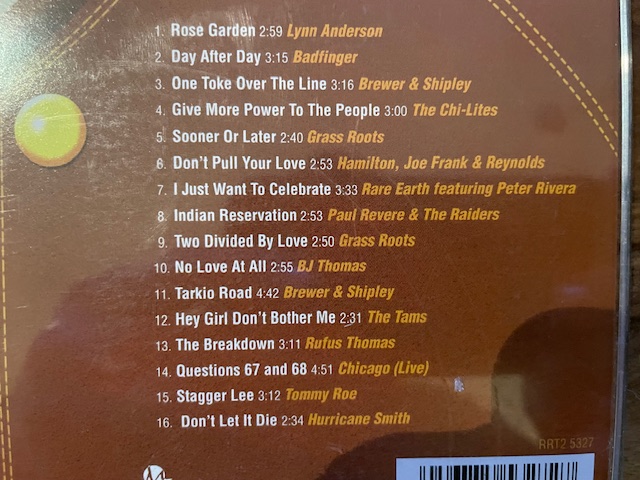 1. Rose Garden 2:59 Lynn Anderson
2. Day After Day 3:15 Badfinger
3. One Toke Over The Line 3:16 Brewer & Shipley
4. Give More Power To The People 3:00 The Chi-Lites
5. Sooner Or Later 2:40 Grass Roots
6. Don't Pull Your Love 2:53 Hamilton, Joe Frank & Reynolds
7. I Just Want To Celebrate 3:33 Rare Earth featuring Peter Rivera
8. Indian Reservation 2:53 Paul Revere & The Raiders
9. Two Divided By Love 2:50 Grass Roots
10. No Love At All 2:55 BJ Thomas
11. Tarkio Road 4:42 Brewer & Shipley
12. Hey Girl Don't Bother Me 2:31 The Tams
13. The Breakdown 3:11 Rufus Thomas
14. Questions 67 and 68 4:51 Chicago (Live)
15. Stagger Lee 3:12 Tommy Roe
16. Don't Let It Die 2:34 Hurricane Smith
RRT2 5327